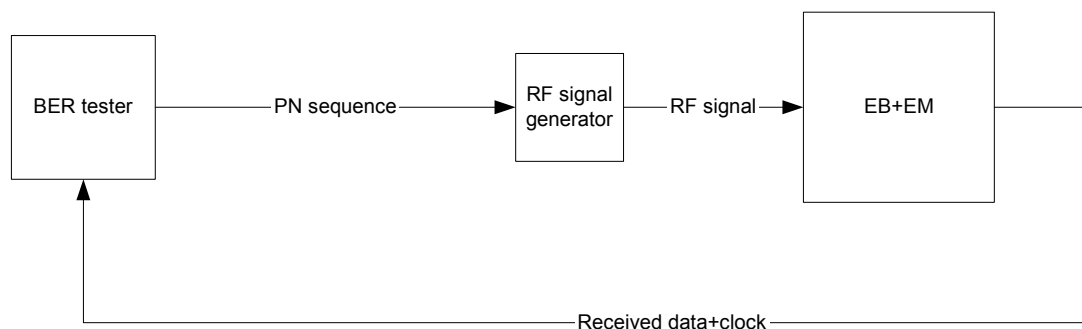 BER tester
PN sequence
RF signal
generator
RF signal
EB+EM
Received data+clock